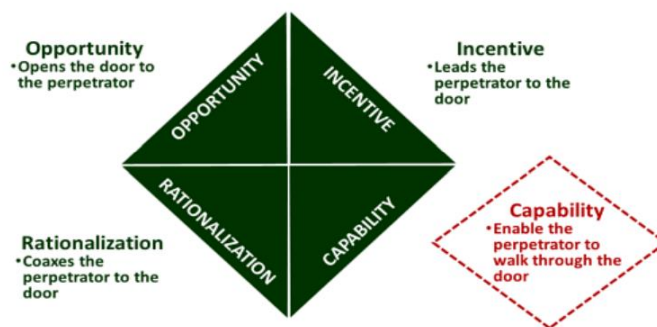 Opportunity
•Opens the door to
the perpetrator
OPPORTUNITY
INCENTIVE
Incentive
•Leads the
perpetrator to the
door
Rationalization
•Coaxes the
perpetrator to the
door
RATIONALIZATION
CAPABILITY
Capability
•Enable the
perpetrator to
walk through the
door